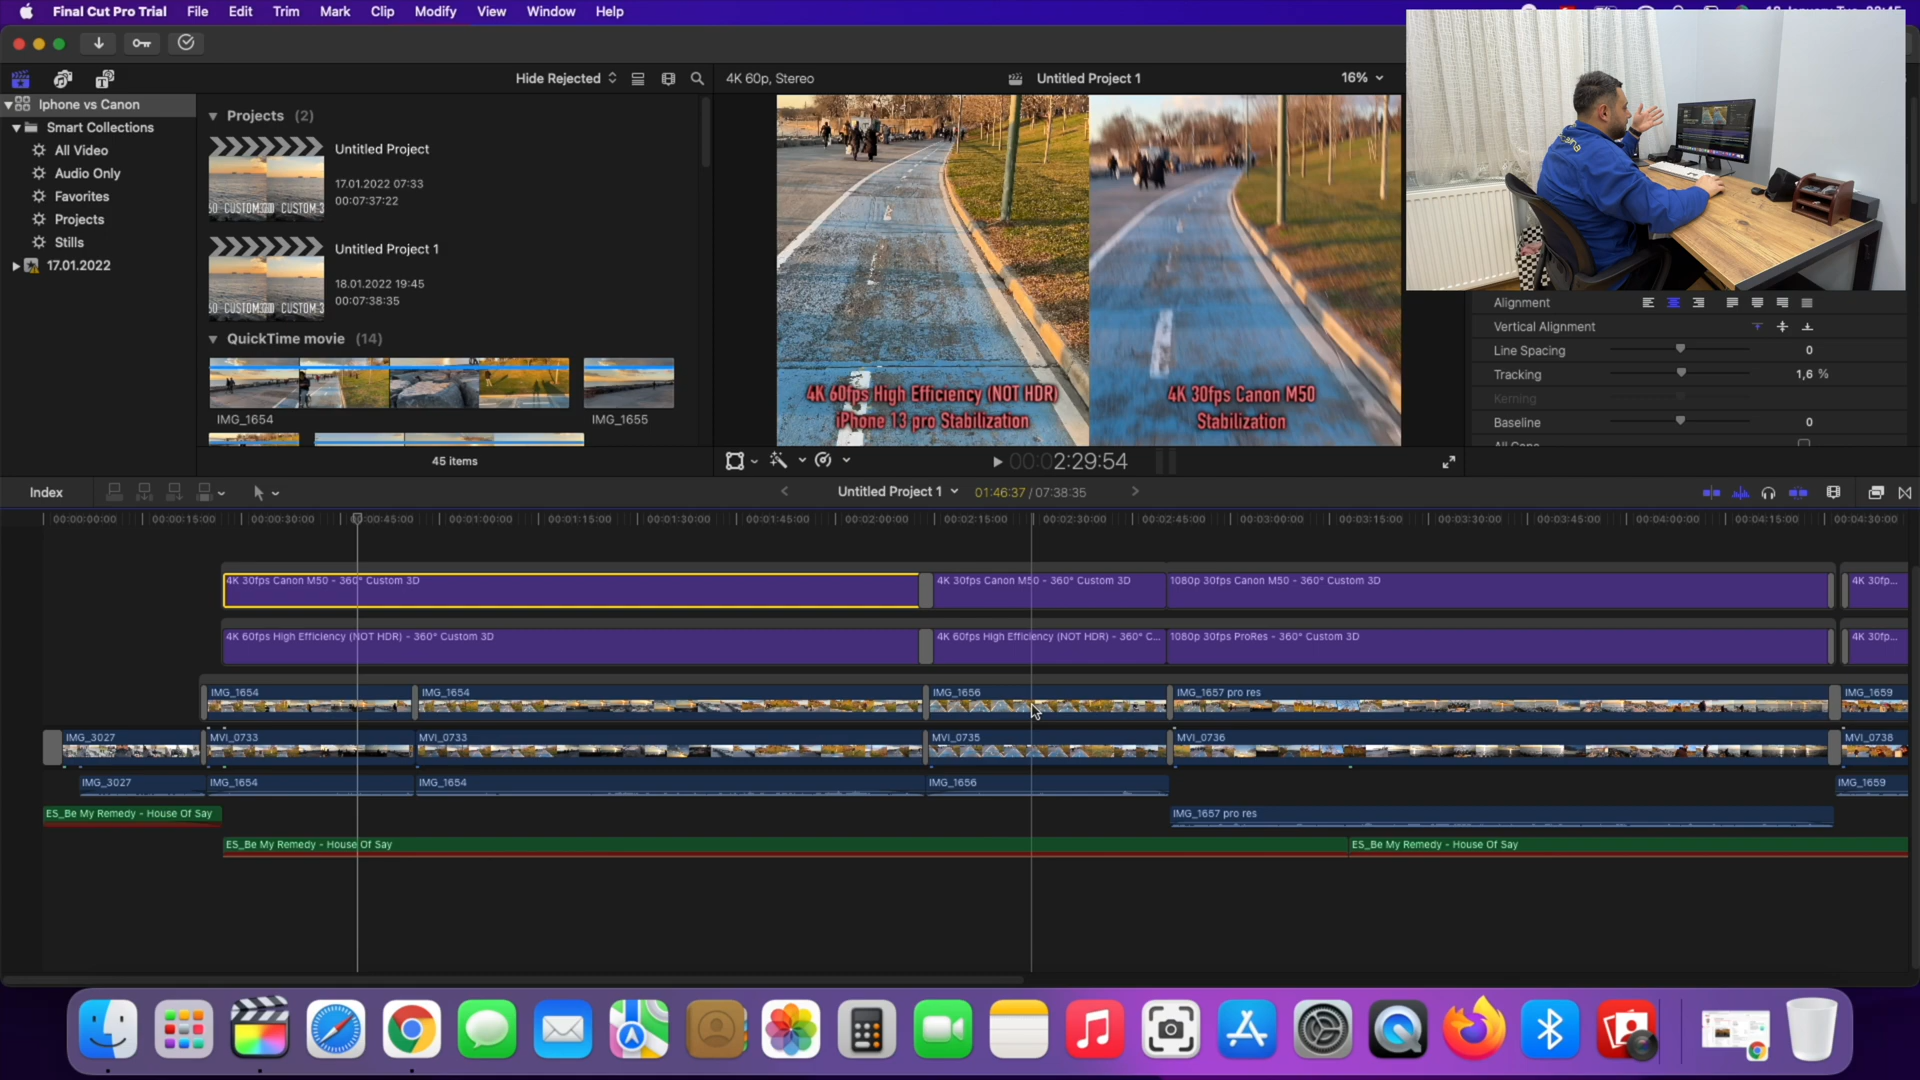 Final Cut Pro Trial File Edit Trim Mark Clip Modify View Window Help
Hide Rejected
4K 60p, Stereo
Untitled Project 1
16%
Iphone vs Canon
Smart Collections
All Video
Audio Only
Favorites
Projects
Stills
17.01.2022
Projects (2)
Untitled Project
17.01.2022 07:33
00:07:37:22
Untitled Project 1
18.01.2022 19:45
00:07:38:35
QuickTime movie (14)
IMG_1654
IMG_1655
45 items
4K 60fps High Efficiency (NOT HDR)
iPhone 13 pro Stabilization
4K 30fps Canon M50
Stabilization
00:02:29:54
Alignment
Vertical Alignment
Line Spacing 0
Tracking 1,6 %
Kerning
Baseline 0
Index
Untitled Project 1 01:46:37 / 07:38:35
00:00:00:00 00:00:15:00 00:00:30:00 00:00:45:00 00:01:00:00 00:01:15:00 00:01:30:00 00:01:45:00 00:02:00:00 00:02:15:00 00:02:30:00 00:02:45:00 00:03:00:00 00:03:15:00 00:03:30:00 00:03:45:00 00:04:00:00 00:04:15:00 00:04:30:00
4K 30fps Canon M50 - 360° Custom 3D
4K 30fps Canon M50 - 360° Custom 3D
1080p 30fps Canon M50 - 360° Custom 3D
4K 30fp...
4K 60fps High Efficiency (NOT HDR) - 360° Custom 3D
4K 60fps High Efficiency (NOT HDR) - 360° C...
1080p 30fps ProRes - 360° Custom 3D
4K 30fp...
IMG_1654 IMG_1654 IMG_1656 IMG_1657 pro res IMG_1659
IMG_3027 MVI_0733 MVI_0733 MVI_0735 MVI_0736 MVI_0738
IMG_3027 IMG_1654 IMG_1654 IMG_1656 IMG_1659
ES_Be My Remedy - House Of Say IMG_1657 pro res
ES_Be My Remedy - House Of Say ES_Be My Remedy - House Of Say